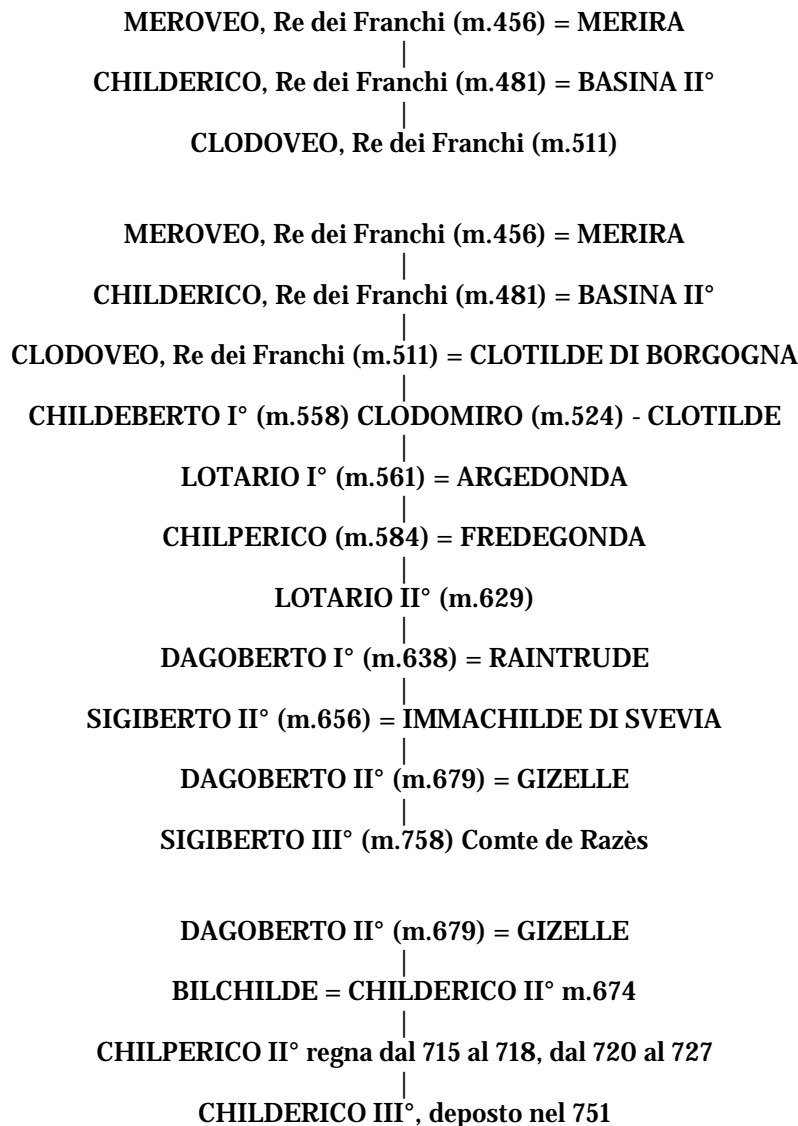 MEROVEO, Re dei Franchi (m.456) = MERIRA
|
CHILDERICO, Re dei Franchi (m.481) = BASINA II°
|
CLODOVEO, Re dei Franchi (m.511)
MEROVEO, Re dei Franchi (m.456) = MERIRA
|
CHILDERICO, Re dei Franchi (m.481) = BASINA II°
|
CLODOVEO, Re dei Franchi (m.511) = CLOTILDE DI BORGOGNA
|
CHILDEBERTO I° (m.558) CLODOMIRO (m.524) - CLOTILDE
|
LOTARIO I° (m.561) = ARGEDONDA
|
CHILPERICO (m.584) = FREDEGONDA
|
LOTARIO II° (m.629)
|
DAGOBERTO I° (m.638) = RAINTRUDE
|
SIGIBERTO II° (m.656) = IMMACHILDE DI SVEVIA
|
DAGOBERTO II° (m.679) = GIZELLE
|
SIGIBERTO III° (m.758) Comte de Razès
DAGOBERTO II° (m.679) = GIZELLE
|
BILCHILDE = CHILDERICO II° m.674
|
CHILPERICO II° regna dal 715 al 718, dal 720 al 727
|
CHILDERICO III°, deposto nel 751